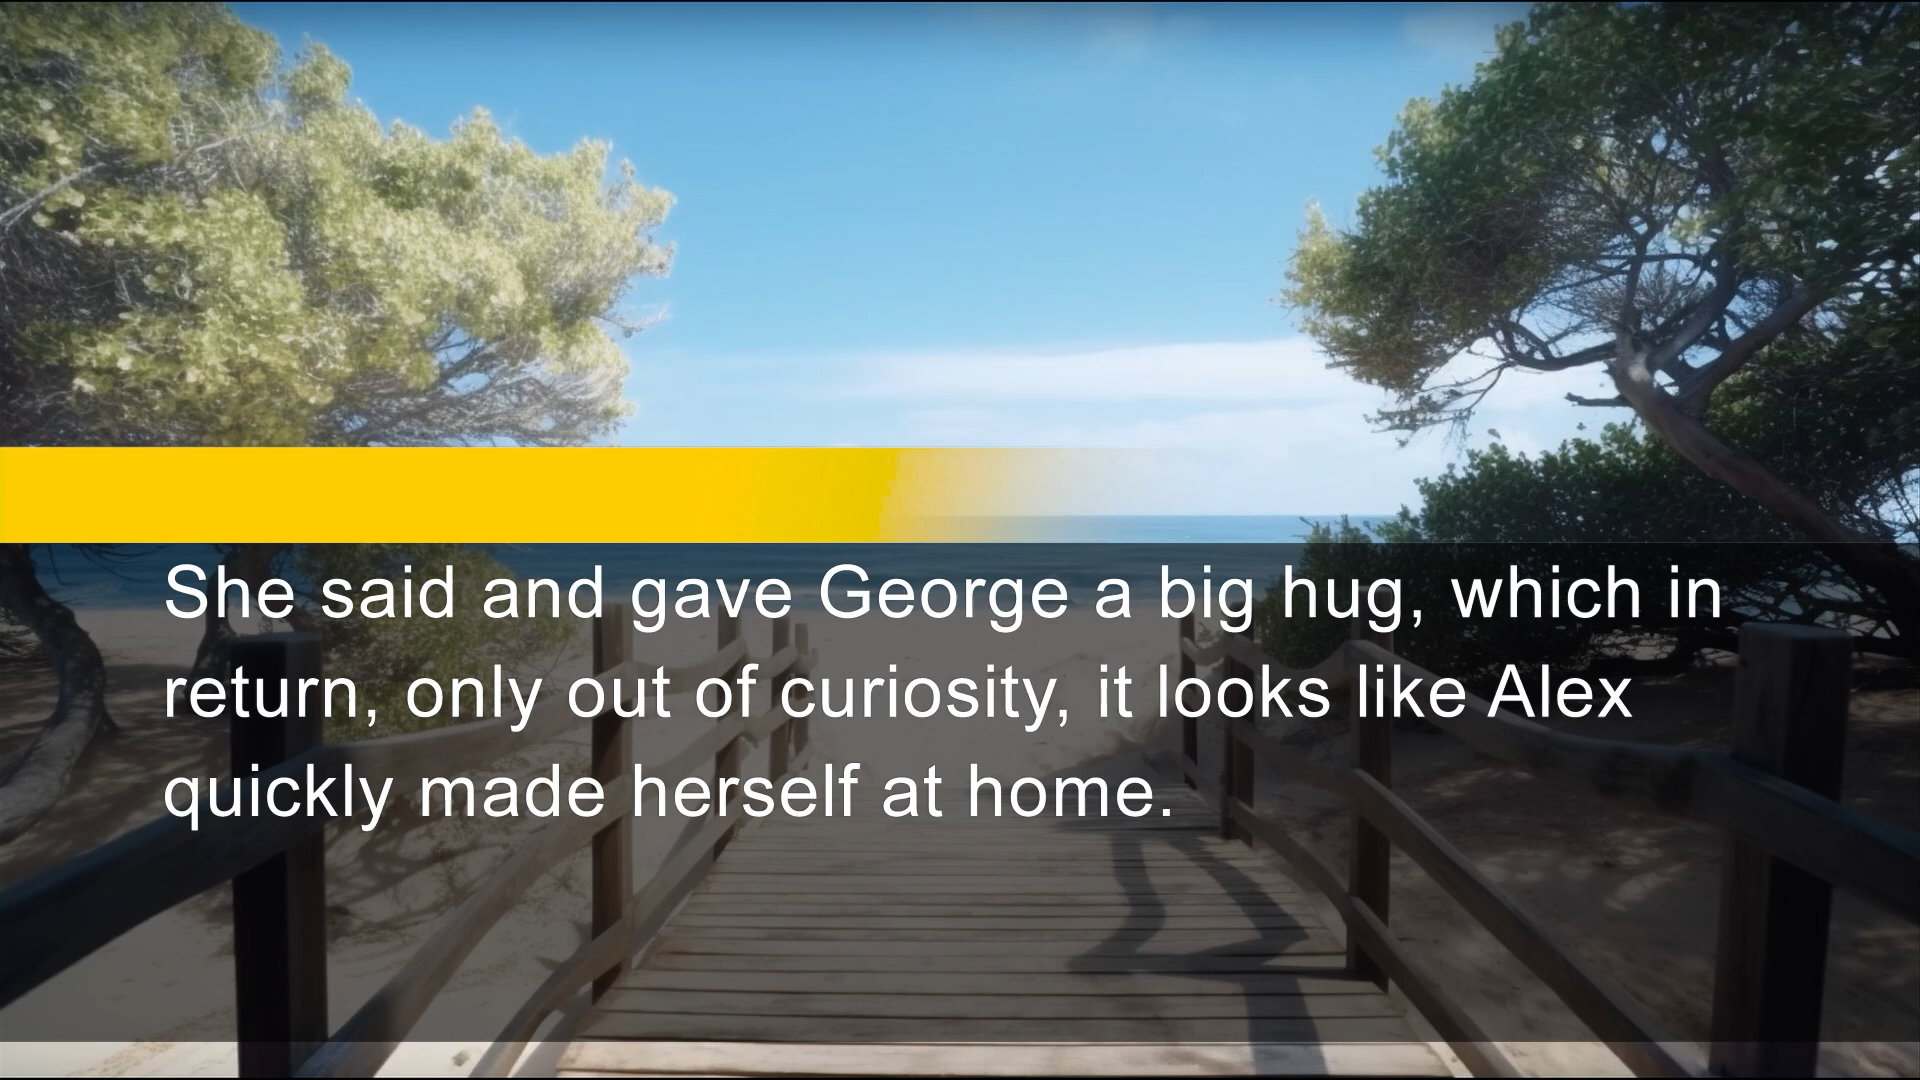 She said and gave George a big hug, which in
return, only out of curiosity, it looks like Alex
quickly made herself at home.